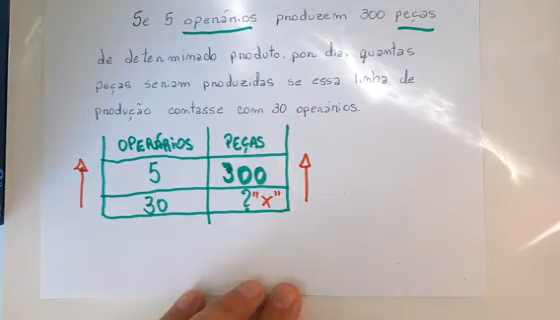 Se 5 operários produzem 300 peças
de determinado produto, por dia, quantas
peças seriam produzidas se essa linha de
produção contasse com 30 operários.
OPERÁRIOS PEÇAS
5 300
30 ? "x"